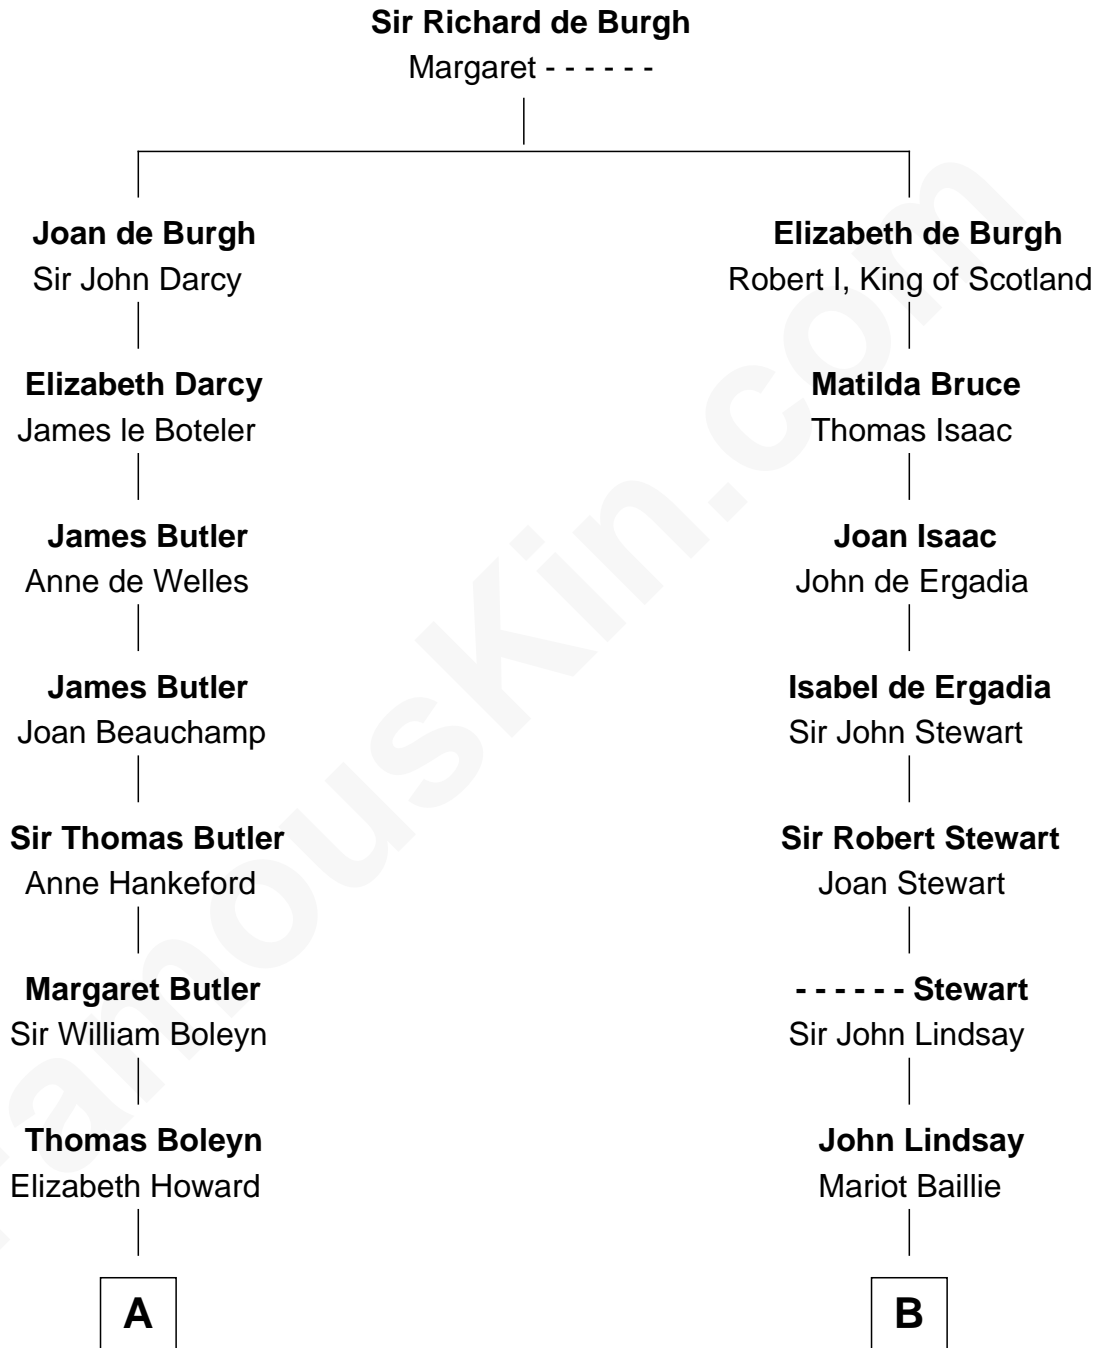 Sir Richard de Burgh
Margaret - - - - - -
Joan de Burgh
Sir John Darcy
Elizabeth de Burgh
Robert I, King of Scotland
Elizabeth Darcy
James le Boteler
Matilda Bruce
Thomas Isaac
James Butler
Anne de Welles
Joan Isaac
John de Ergadia
James Butler
Joan Beauchamp
Isabel de Ergadia
Sir John Stewart
Sir Thomas Butler
Anne Hankeford
Sir Robert Stewart
Joan Stewart
Margaret Butler
Sir William Boleyn
- - - - - - Stewart
Sir John Lindsay
Thomas Boleyn
Elizabeth Howard
John Lindsay
Mariot Baillie
A
B
FamousKin.com